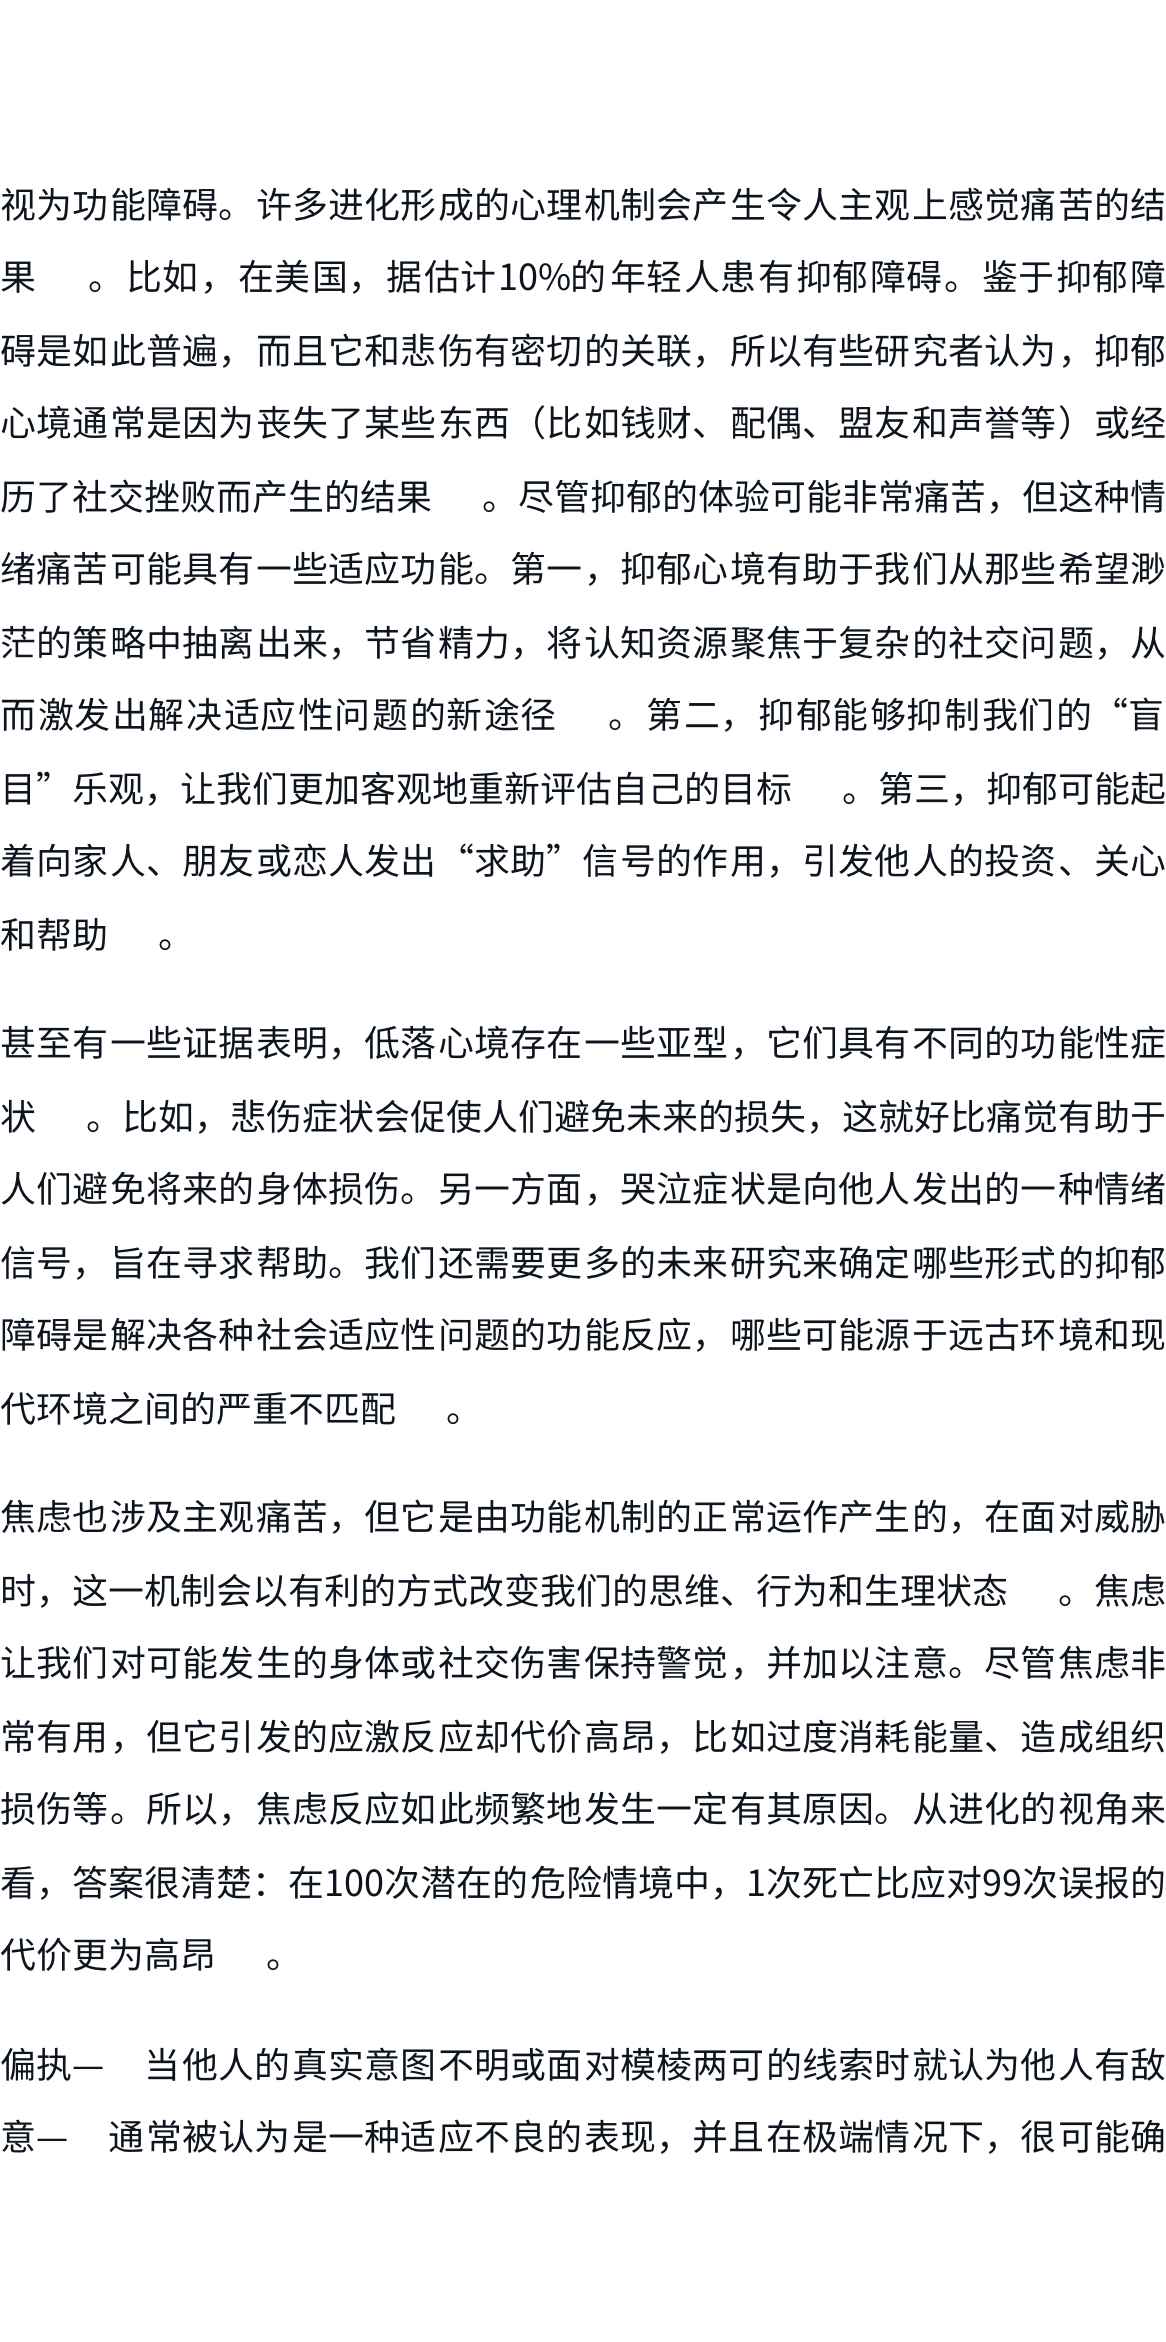 视为功能障碍。许多进化形成的心理机制会产生令人主观上感觉痛苦的结
果 。比如，在美国，据估计10%的年轻人患有抑郁障碍。鉴于抑郁障
碍是如此普遍，而且它和悲伤有密切的关联，所以有些研究者认为，抑郁
心境通常是因为丧失了某些东西（比如钱财、配偶、盟友和声誉等）或经
历了社交挫败而产生的结果 。尽管抑郁的体验可能非常痛苦，但这种情
绪痛苦可能具有一些适应功能。第一，抑郁心境有助于我们从那些希望渺
茫的策略中抽离出来，节省精力，将认知资源聚焦于复杂的社交问题，从
而激发出解决适应性问题的新途径 。第二，抑郁能够抑制我们的“盲
目”乐观，让我们更加客观地重新评估自己的目标 。第三，抑郁可能起
着向家人、朋友或恋人发出“求助”信号的作用，引发他人的投资、关心
和帮助 。
甚至有一些证据表明，低落心境存在一些亚型，它们具有不同的功能性症
状 。比如，悲伤症状会促使人们避免未来的损失，这就好比痛觉有助于
人们避免将来的身体损伤。另一方面，哭泣症状是向他人发出的一种情绪
信号，旨在寻求帮助。我们还需要更多的未来研究来确定哪些形式的抑郁
障碍是解决各种社会适应性问题的功能反应，哪些可能源于远古环境和现
代环境之间的严重不匹配 。
焦虑也涉及主观痛苦，但它是由功能机制的正常运作产生的，在面对威胁
时，这一机制会以有利的方式改变我们的思维、行为和生理状态 。焦虑
让我们对可能发生的身体或社交伤害保持警觉，并加以注意。尽管焦虑非
常有用，但它引发的应激反应却代价高昂，比如过度消耗能量、造成组织
损伤等。所以，焦虑反应如此频繁地发生一定有其原因。从进化的视角来
看，答案很清楚：在100次潜在的危险情境中，1次死亡比应对99次误报的
代价更为高昂 。
偏执— 当他人的真实意图不明或面对模棱两可的线索时就认为他人有敌
意— 通常被认为是一种适应不良的表现，并且在极端情况下，很可能确